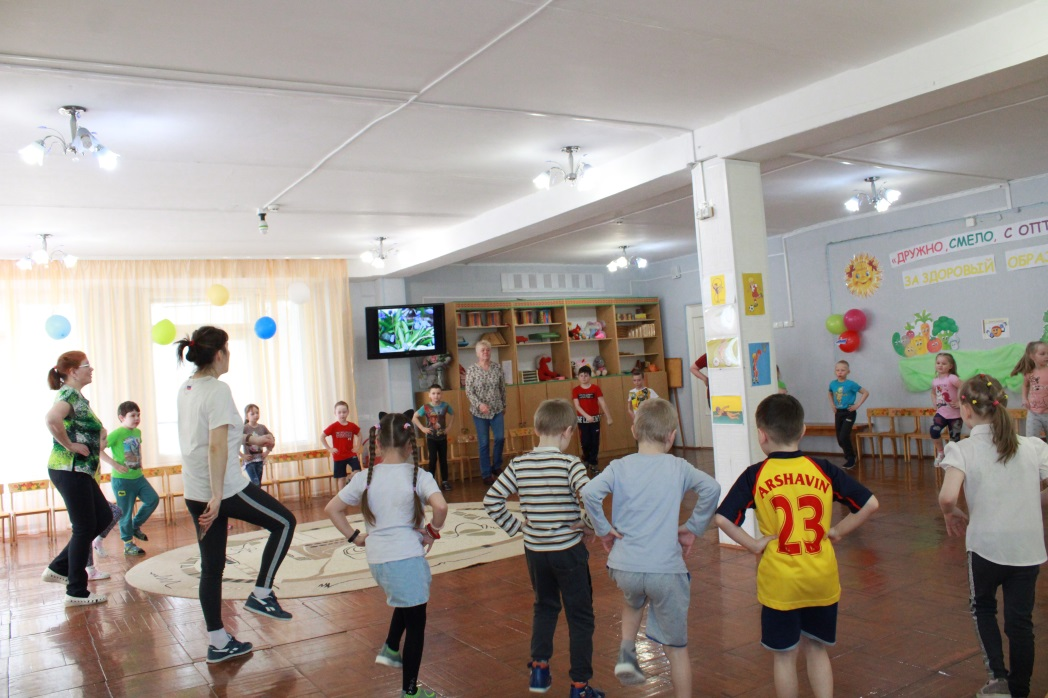 «ДРУЖНО, СМЕЛО, С ОПТ
ЗА ЗДОРОВЫЙ ОБРАЗ
ARSHAVIN
23